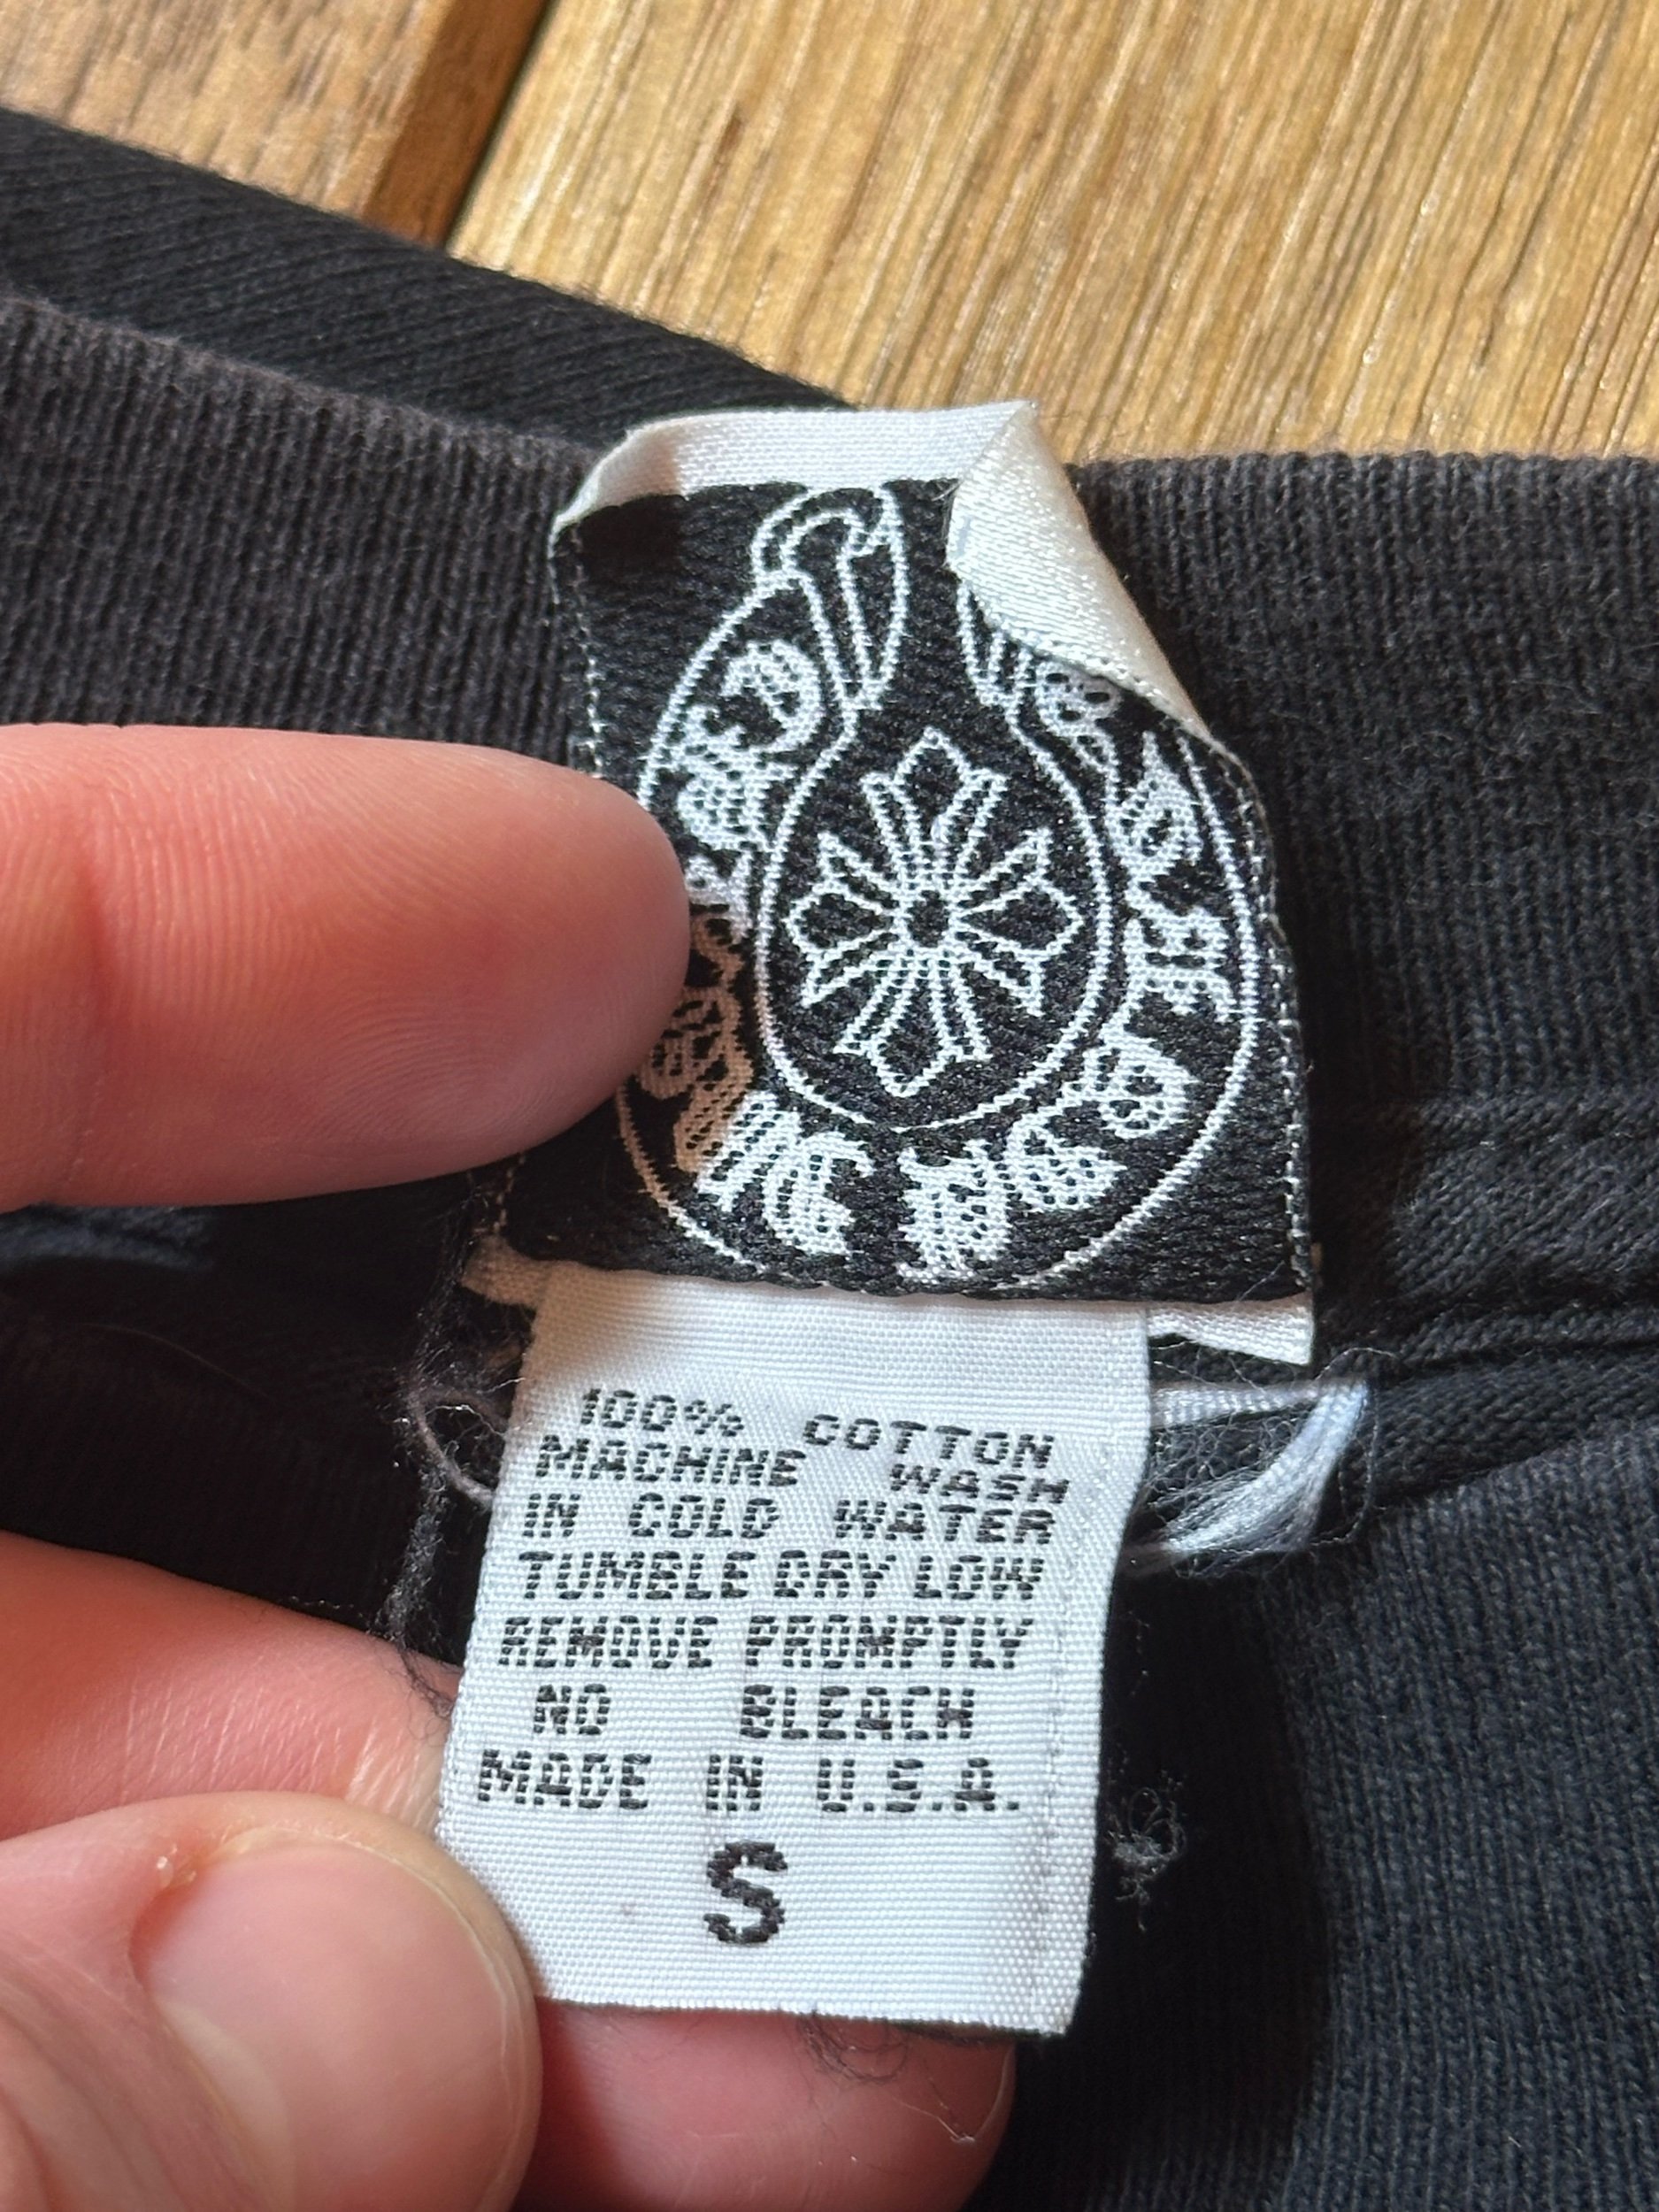 100% COTTON
MACHINE WASH
IN COLD WATER
TUMBLE DRY LOW
REMOVE PROMPTLY
NO BLEACH
MADE IN U.S.A.
S